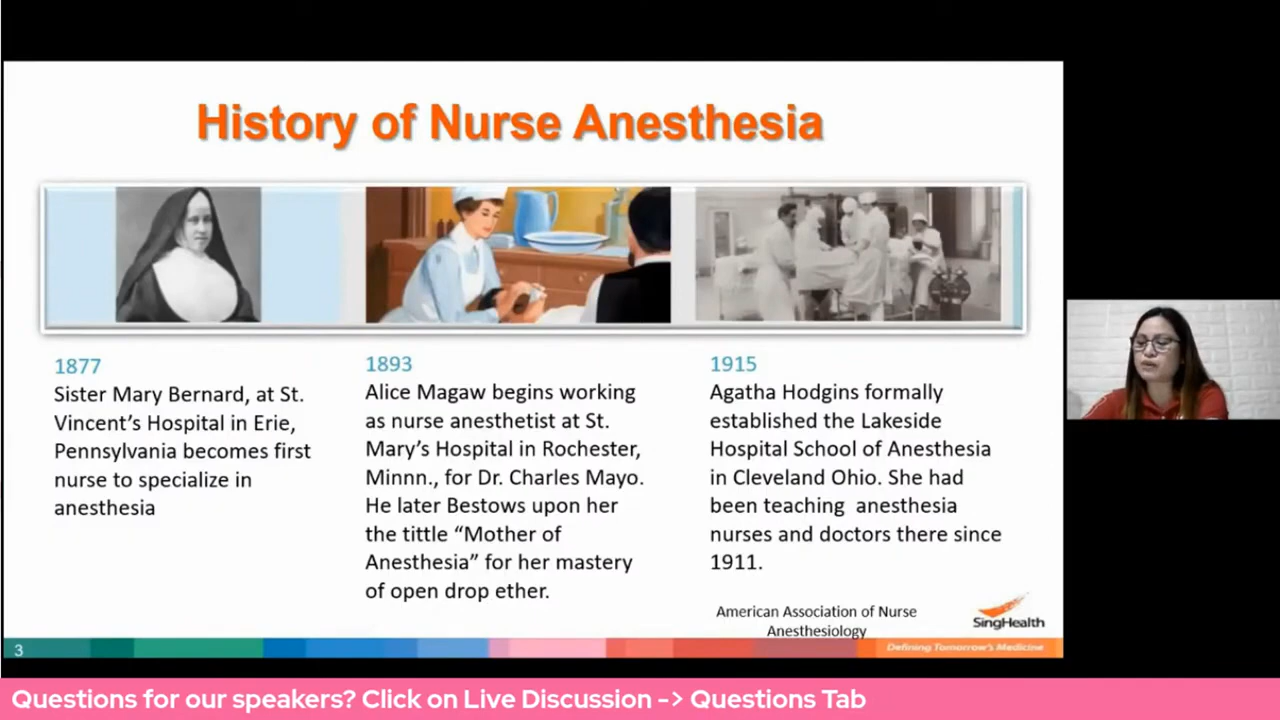 History of Nurse Anesthesia
1877
Sister Mary Bernard, at St.
Vincent's Hospital in Erie,
Pennsylvania becomes first
nurse to specialize in
anesthesia
1893
Alice Magaw begins working
as nurse anesthetist at St.
Mary's Hospital in Rochester,
Minnn., for Dr. Charles Mayo.
He later Bestows upon her
the tittle “Mother of
Anesthesia” for her mastery
of open drop ether.
1915
Agatha Hodgins formally
established the Lakeside
Hospital School of Anesthesia
in Cleveland Ohio. She had
been teaching  anesthesia
nurses and doctors there since
1911.
American Association of Nurse
Anesthesiology
SingHealth
3
Defining Tomorrow's Medicine
Questions for our speakers? Click on Live Discussion -> Questions Tab